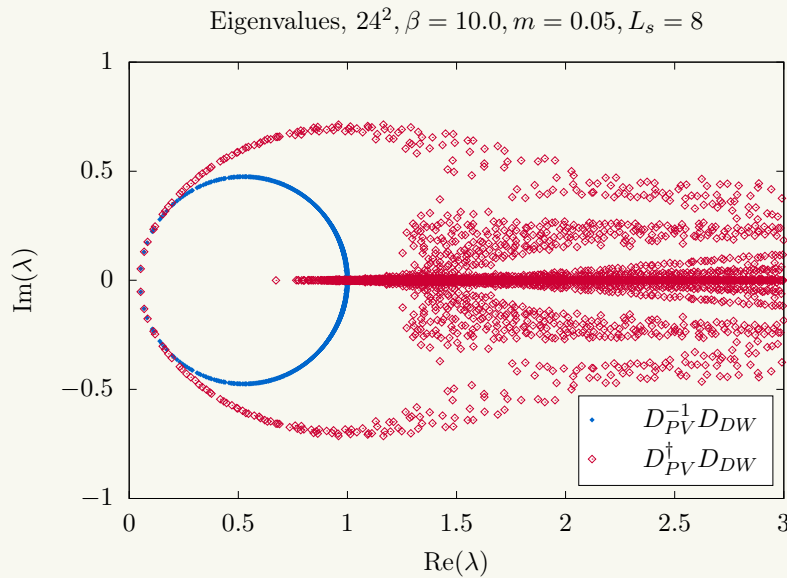 Eigenvalues, 24², β = 10.0, m = 0.05, L_s = 8
1
0.5
0
−0.5
−1
Im(λ)
0
0.5
1
1.5
2
2.5
3
Re(λ)
D_{PV}^{-1} D_{DW}
D_{PV}^{†} D_{DW}